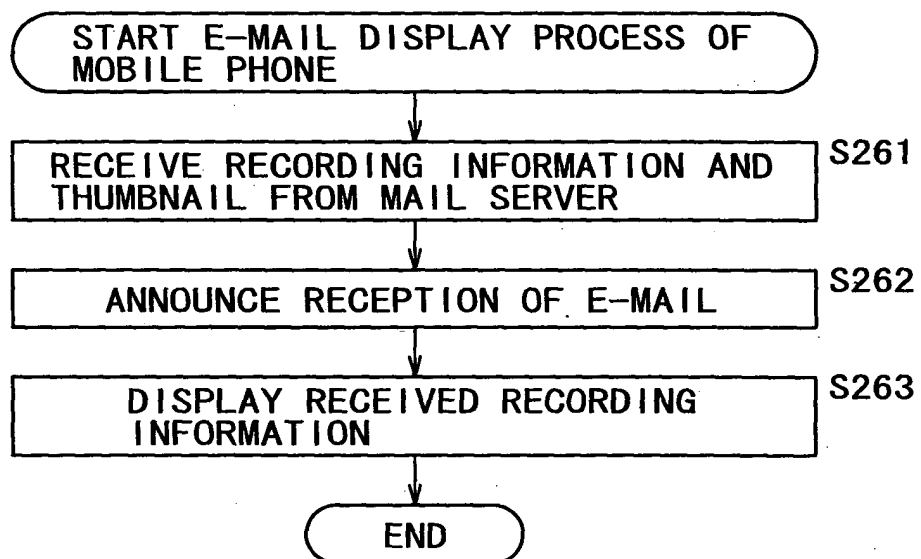 START E-MAIL DISPLAY PROCESS OF
MOBILE PHONE
RECEIVE RECORDING INFORMATION AND
THUMBNAIL FROM MAIL SERVER
S261
ANNOUNCE RECEPTION OF E-MAIL
S262
DISPLAY RECEIVED RECORDING
INFORMATION
S263
END